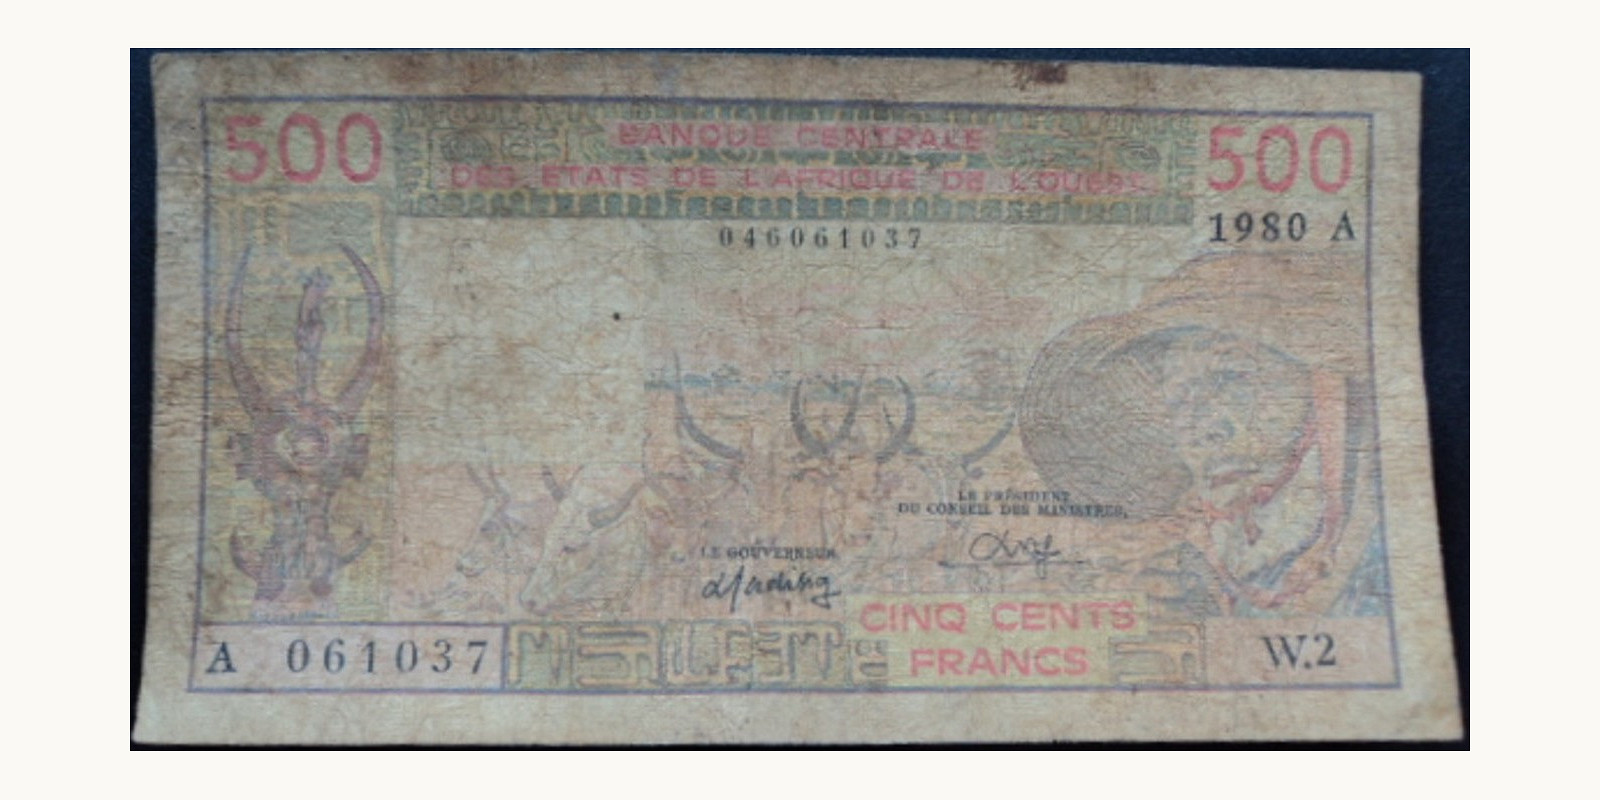 500
BANQUE CENTRALE
DES ETATS DE L'AFRIQUE DE L'OUEST
500
046061037
1980 A
LE PRÉSIDENT
DU CONSEIL DES MINISTRES,
LE GOUVERNEUR
CINQ CENTS
FRANCS
A 061037
W.2